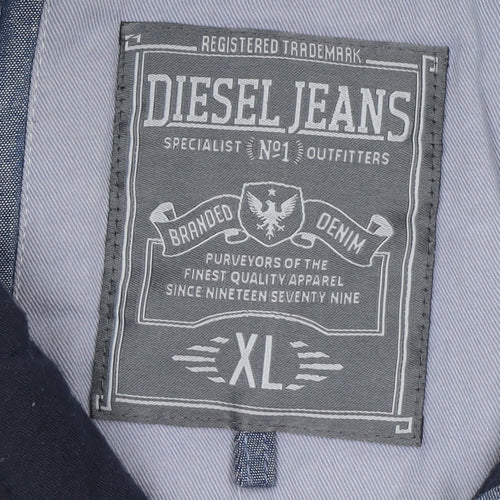 REGISTERED TRADEMARK
DIESEL JEANS
SPECIALIST Nº1 OUTFITTERS
BRANDED DENIM
PURVEYORS OF THE
FINEST QUALITY APPAREL
SINCE NINETEEN SEVENTY NINE
XL